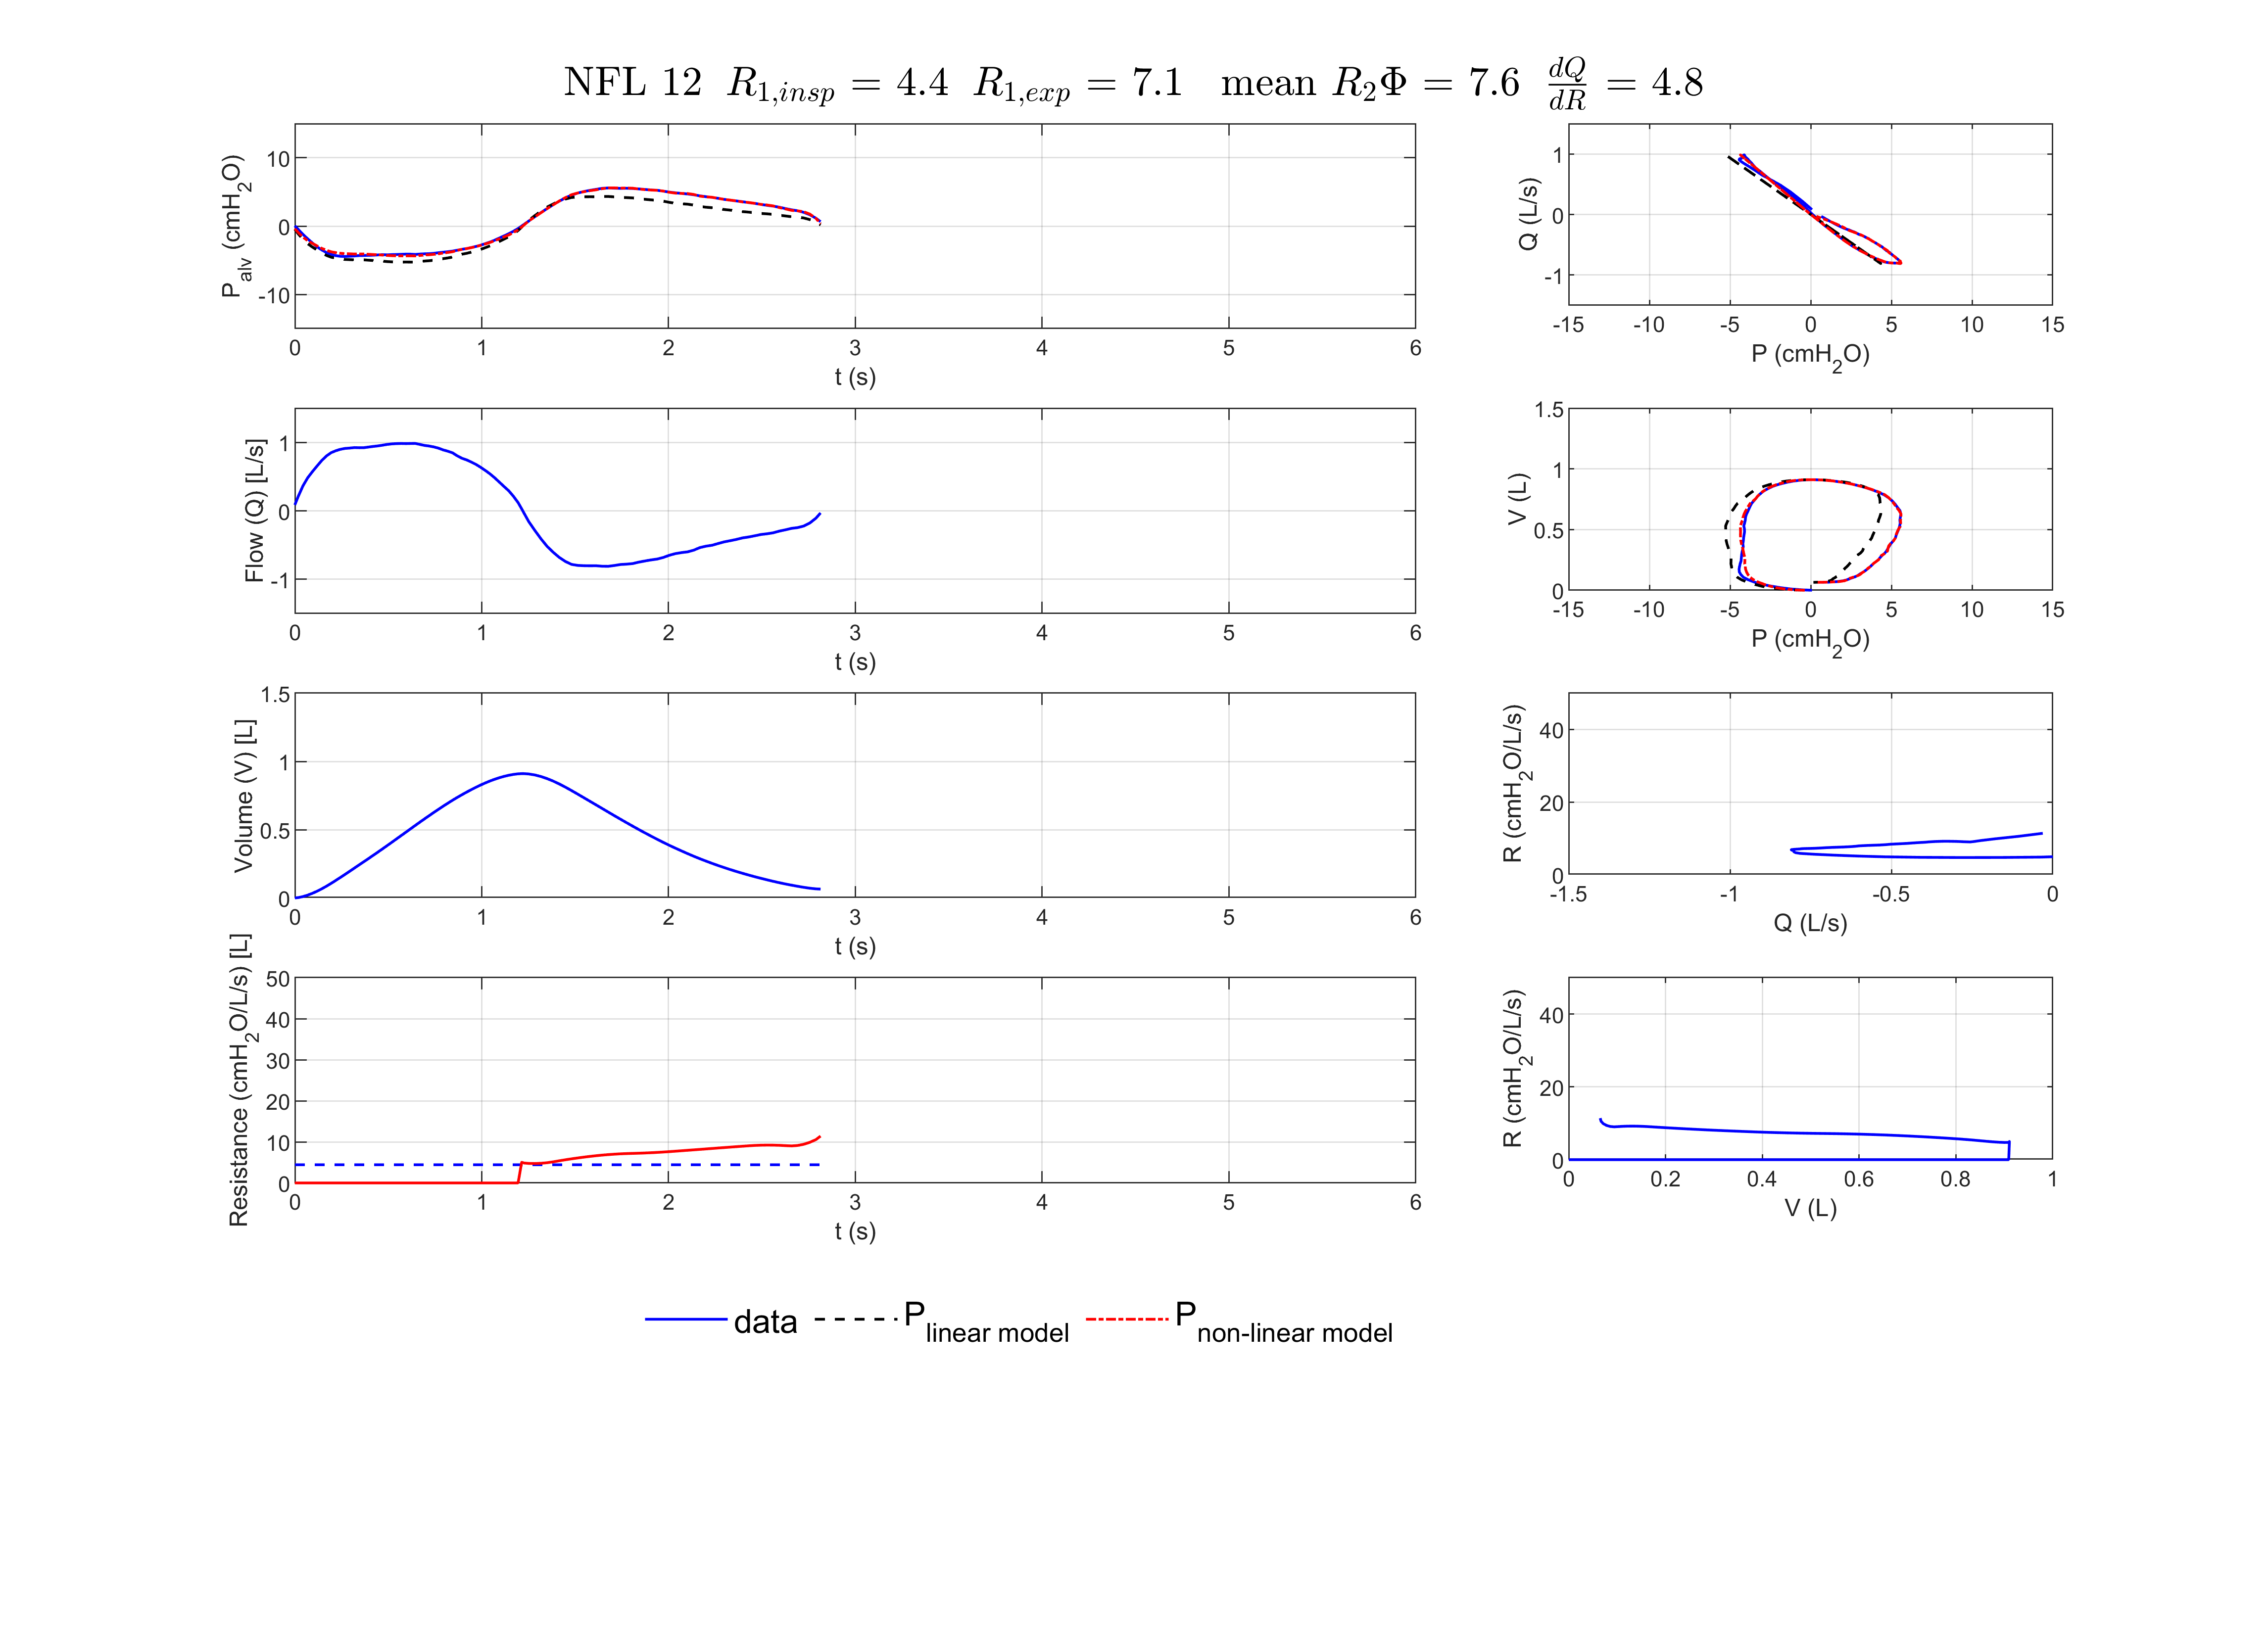 NFL 12 R1,insp = 4.4 R1,exp = 7.1 mean R2Φ = 7.6 dQ/dR = 4.8
Palv (cmH2O)
10
0
-10
0 1 2 3 4 5 6
t (s)
Q (L/s)
1
0
-1
-15 -10 -5 0 5 10 15
P (cmH2O)
Flow (Q) [L/s]
1
0
-1
0 1 2 3 4 5 6
t (s)
V (L)
1.5
1
0.5
0
-15 -10 -5 0 5 10 15
P (cmH2O)
Volume (V) [L]
1.5
1
0.5
0
0 1 2 3 4 5 6
t (s)
R (cmH2O/L/s)
40
20
0
-1.5 -1 -0.5 0
Q (L/s)
Resistance (cmH2O/L/s) [L]
50
40
30
20
10
0
0 1 2 3 4 5 6
t (s)
R (cmH2O/L/s)
40
20
0
0 0.2 0.4 0.6 0.8 1
V (L)
data Plinear model Pnon-linear model